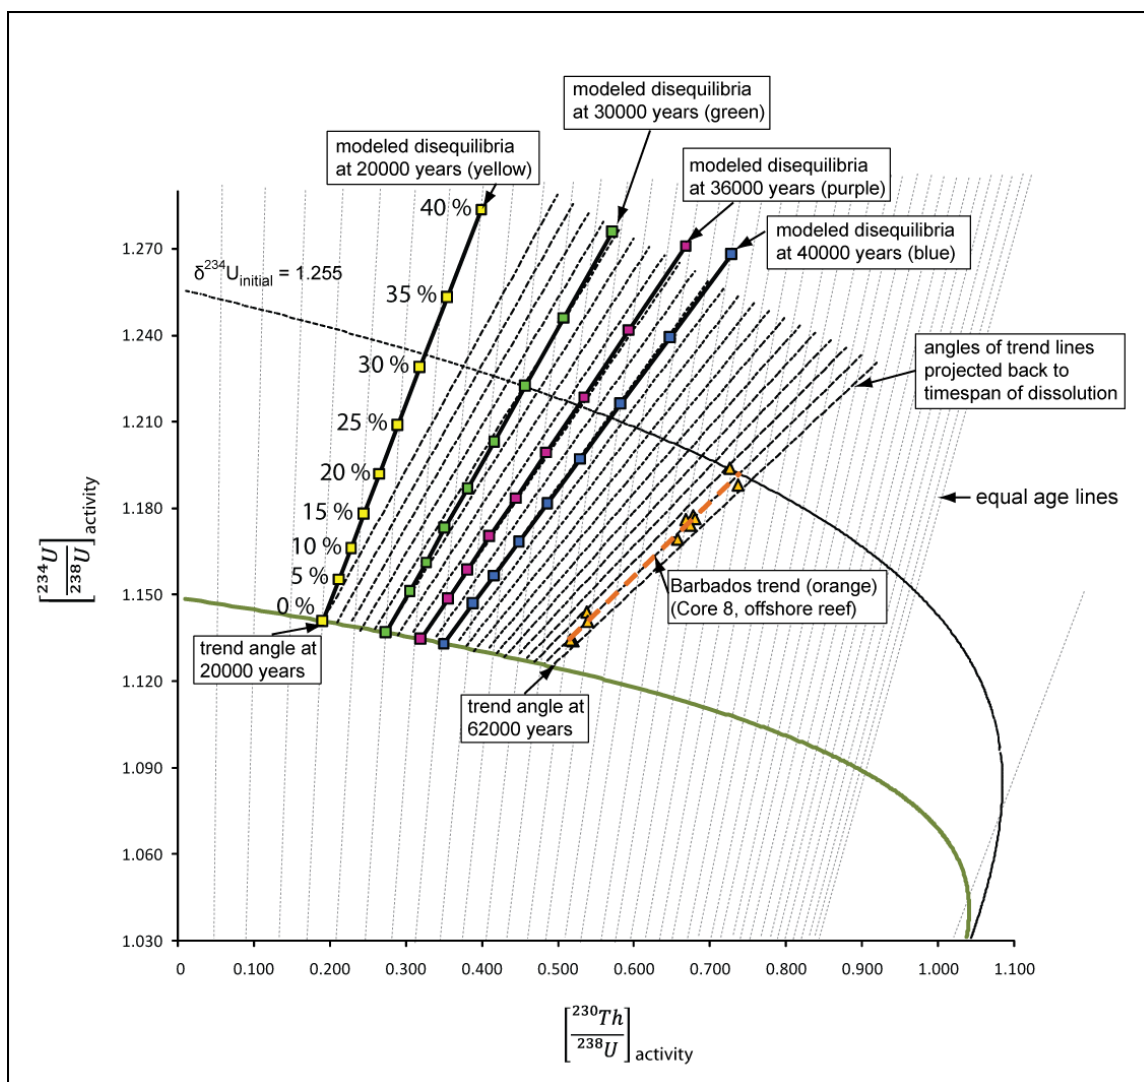 modeled disequilibria
at 30000 years (green)
modeled disequilibria
at 20000 years (yellow)
modeled disequilibria
at 36000 years (purple)
modeled disequilibria
at 40000 years (blue)
40 %
35 %
30 %
25 %
20 %
15 %
10 %
5 %
0 %
δ²³⁴U initial = 1.255
angles of trend lines
projected back to
timespan of dissolution
equal age lines
Barbados trend (orange)
(Core 8, offshore reef)
trend angle at
20000 years
trend angle at
62000 years
[²³⁴U / ²³⁸U] activity
1.270
1.240
1.210
1.180
1.150
1.120
1.090
1.060
1.030
0 0.100 0.200 0.300 0.400 0.500 0.600 0.700 0.800 0.900 1.000 1.100
[²³⁰Th / ²³⁸U] activity